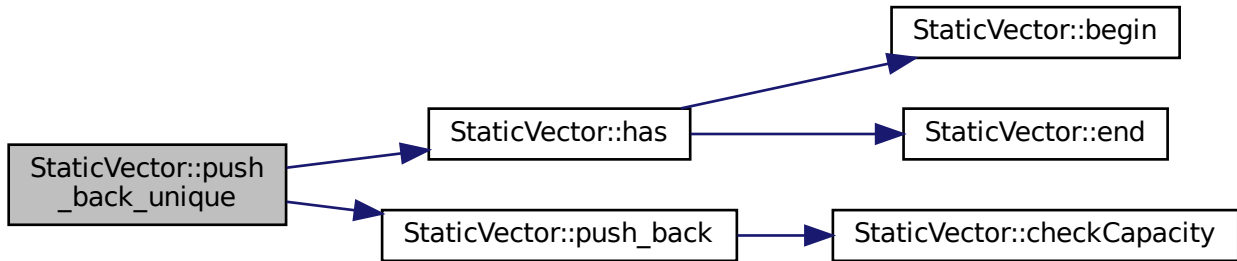 StaticVector::push
_back_unique
StaticVector::has
StaticVector::begin
StaticVector::end
StaticVector::push_back
StaticVector::checkCapacity